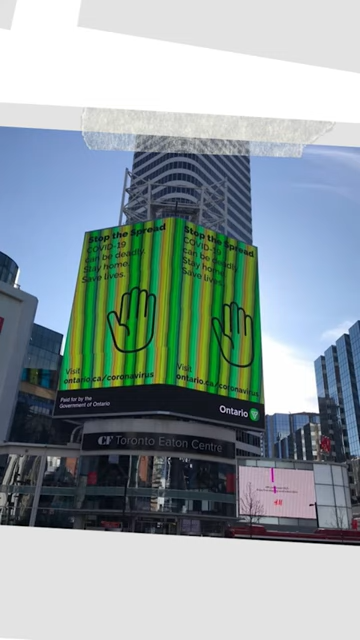 Stop the Spread
COVID-19
can be deadly.
Stay home.
Save lives.
Visit
ontario.ca/coronavirus
Paid for by the
Government of Ontario
Stop the Spread
COVID-19
can be deadly.
Stay home.
Save lives.
Visit
ontario.ca/coronavirus
Ontario
CF Toronto Eaton Centre